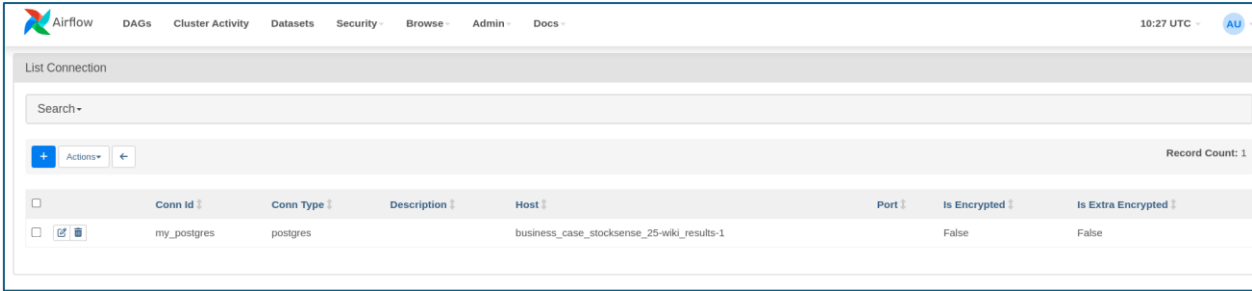 Airflow DAGs Cluster Activity Datasets Security Browse Admin Docs 10:27 UTC AU
List Connection
Search
+ Actions ←
Record Count: 1
Conn Id Conn Type Description Host Port Is Encrypted Is Extra Encrypted
my_postgres postgres business_case_stocksense_25-wiki_results-1 False False